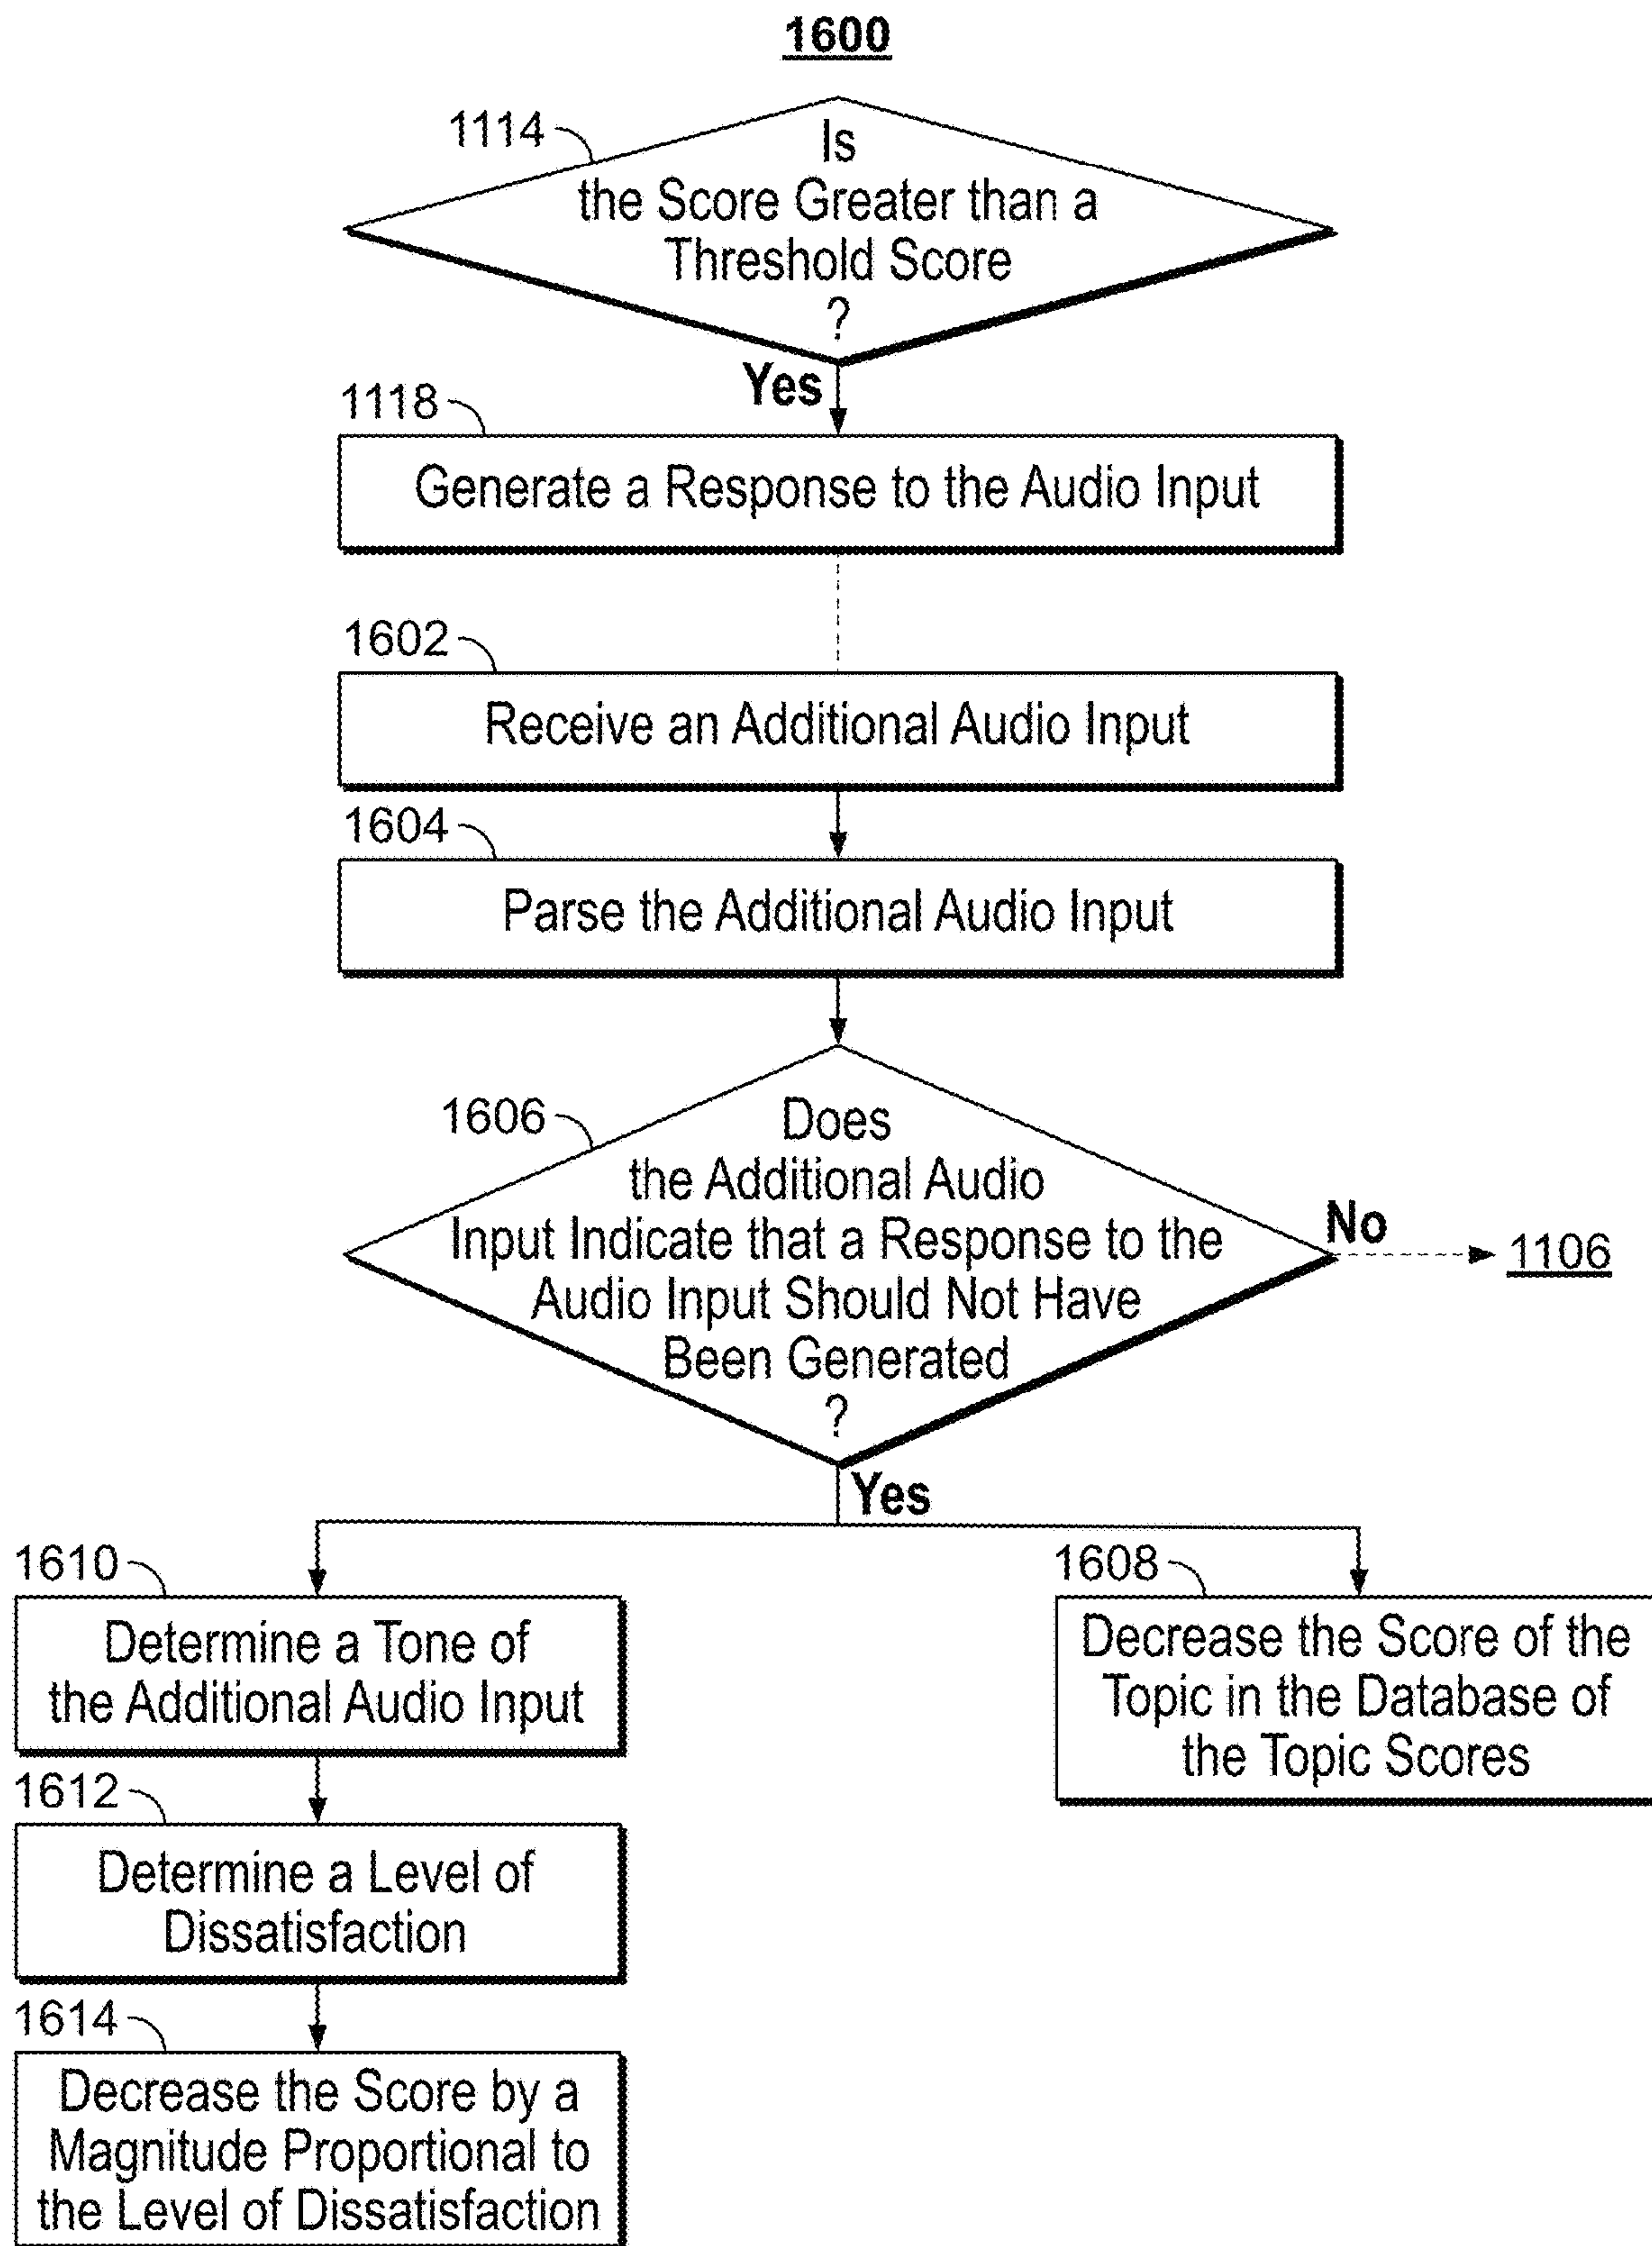 1600
1114
Is
the Score Greater than a
Threshold Score
?
Yes
1118
Generate a Response to the Audio Input
1602
Receive an Additional Audio Input
1604
Parse the Additional Audio Input
1606
Does
the Additional Audio
Input Indicate that a Response to the
Audio Input Should Not Have
Been Generated
?
No
1106
Yes
1610
Determine a Tone of
the Additional Audio Input
1612
Determine a Level of
Dissatisfaction
1614
Decrease the Score by a
Magnitude Proportional to
the Level of Dissatisfaction
1608
Decrease the Score of the
Topic in the Database of
the Topic Scores